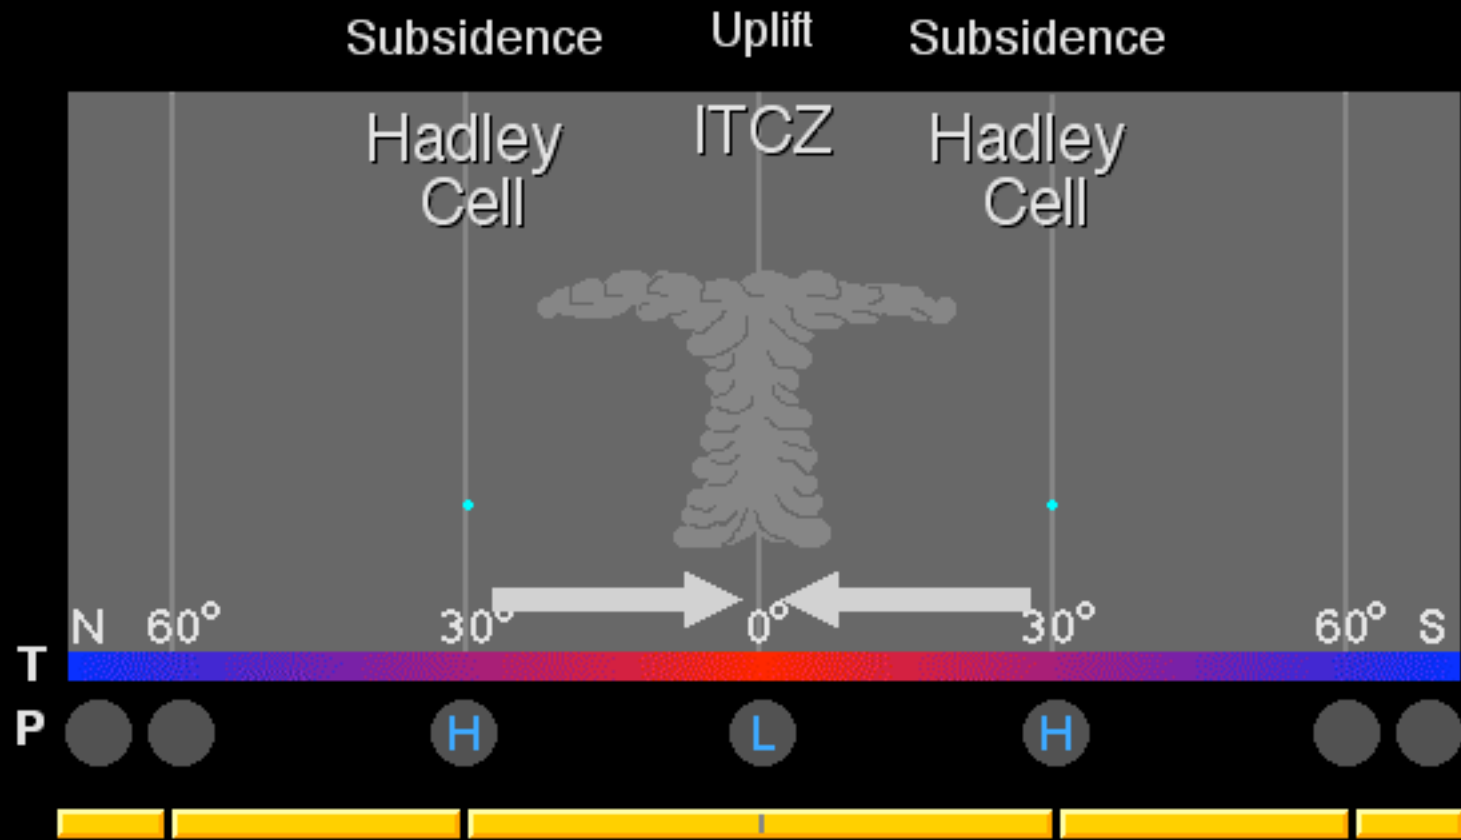 Subsidence Uplift Subsidence
Hadley Cell ITCZ Hadley Cell
N 60° 30° 0° 30° 60° S
T
P H L H